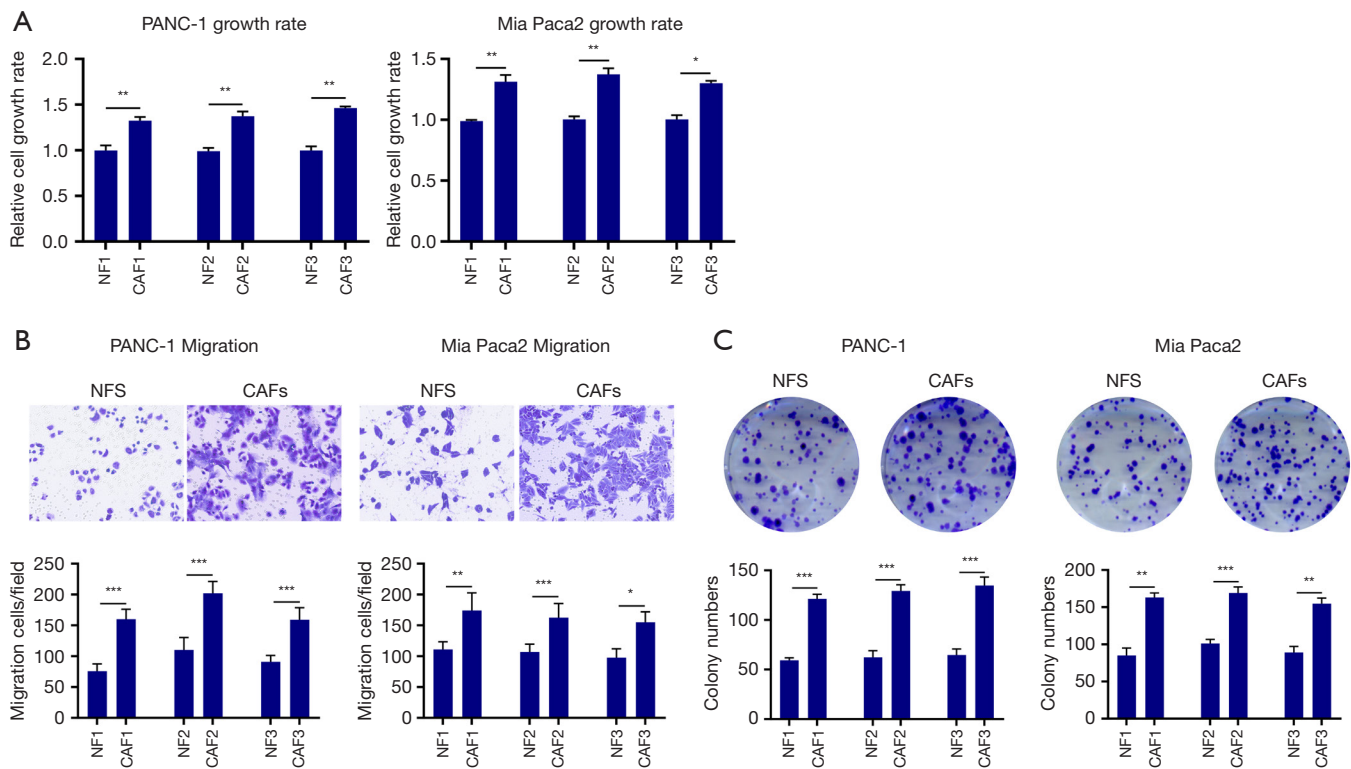 A
PANC-1 growth rate
Mia Paca2 growth rate
Relative cell growth rate
2.0
1.5
1.0
0.5
0.0
**
**
**
NF1
CAF1
NF2
CAF2
NF3
CAF3
Relative cell growth rate
1.5
1.0
0.5
0.0
**
**
*
NF1
CAF1
NF2
CAF2
NF3
CAF3
B
PANC-1 Migration
Mia Paca2 Migration
NFS
CAFs
NFS
CAFs
Migration cells/field
250
200
150
100
50
0
***
***
***
NF1
CAF1
NF2
CAF2
NF3
CAF3
Migration cells/field
250
200
150
100
50
0
**
***
*
NF1
CAF1
NF2
CAF2
NF3
CAF3
C
PANC-1
Mia Paca2
NFS
CAFs
NFS
CAFs
Colony numbers
150
100
50
0
***
***
***
NF1
CAF1
NF2
CAF2
NF3
CAF3
Colony numbers
200
150
100
50
0
**
***
**
NF1
CAF1
NF2
CAF2
NF3
CAF3